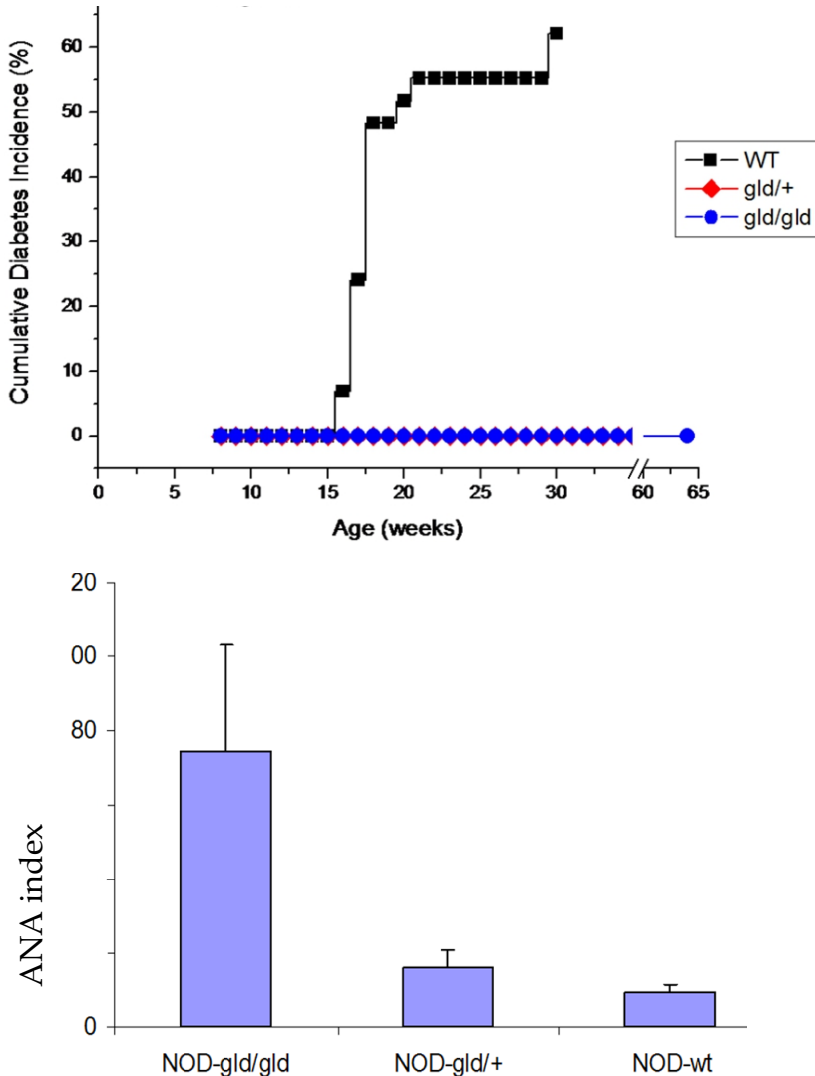 Cumulative Diabetes Incidence (%)
60
50
40
30
20
10
0
WT
gld/+
gld/gld
0 5 10 15 20 25 30 60 65
Age (weeks)
ANA index
20
00
80
0
NOD-gld/gld NOD-gld/+ NOD-wt